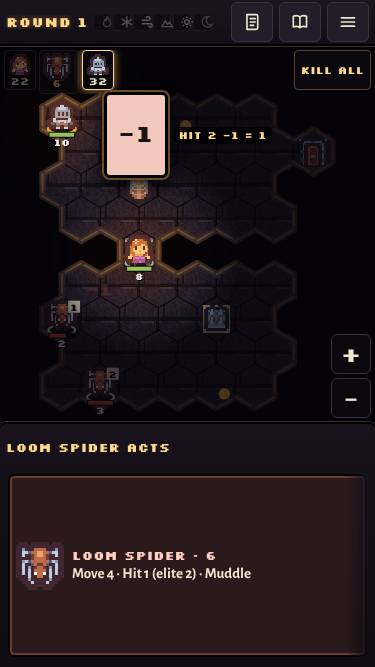 ROUND 1
22
6
32
KILL ALL
-1
HIT 2 -1 = 1
10
8
1
2
2
3
+
-
LOOM SPIDER ACTS
LOOM SPIDER - 6
Move 4 · Hit 1 (elite 2) · Muddle